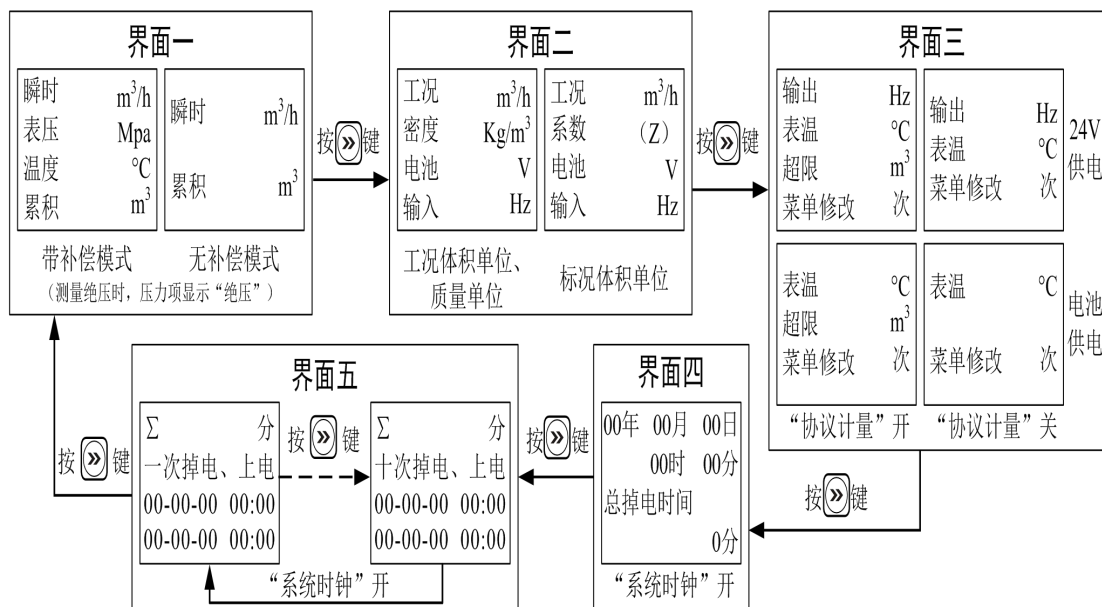 界面一
瞬时 m³/h
表压 Mpa
温度 °C
累积 m³
瞬时 m³/h
累积 m³
带补偿模式
无补偿模式
（测量绝压时，压力项显示“绝压”）
按 键
界面二
工况 m³/h
密度 Kg/m³
电池 V
输入 Hz
工况 m³/h
系数 （Z）
电池 V
输入 Hz
工况体积单位、
质量单位
标况体积单位
按 键
界面三
输出 Hz
表温 °C
超限 m³
菜单修改 次
输出 Hz
表温 °C
菜单修改 次
24V
供电
表温 °C
超限 m³
菜单修改 次
表温 °C
菜单修改 次
电池
供电
“协议计量”开
“协议计量”关
按 键
界面四
00年 00月 00日
00时 00分
总掉电时间
0分
“系统时钟”开
按 键
界面五
∑ 分
一次掉电、上电
00-00-00 00:00
00-00-00 00:00
按 键
∑ 分
十次掉电、上电
00-00-00 00:00
00-00-00 00:00
“系统时钟”开
按 键